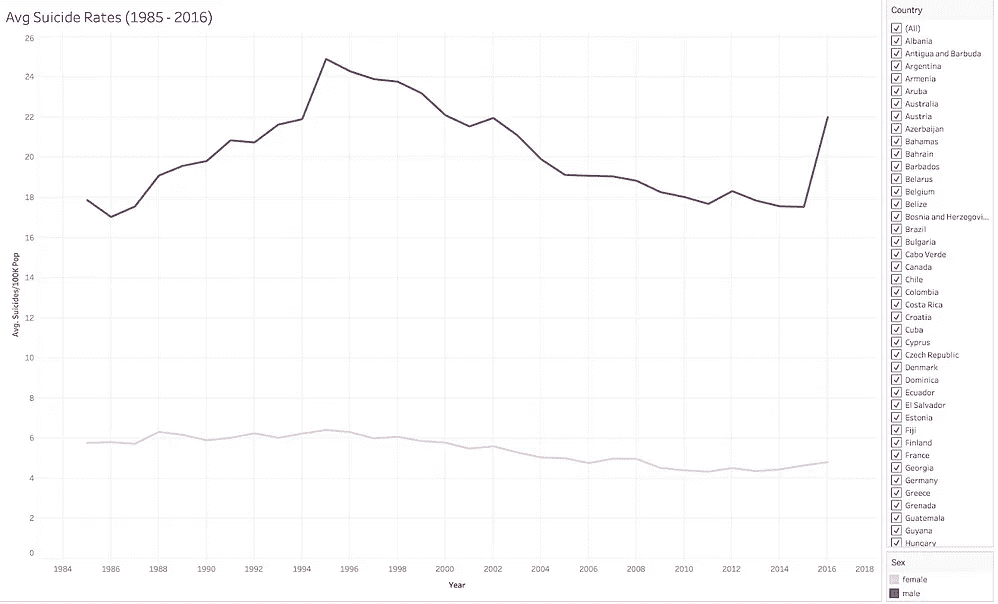 Avg Suicide Rates (1985 - 2016)
26
24
22
20
18
16
14
12
10
8
6
4
2
0
Avg. Suicides/100K Pop
1984 1986 1988 1990 1992 1994 1996 1998 2000 2002 2004 2006 2008 2010 2012 2014 2016 2018
Year
Country
(All)
Albania
Antigua and Barbuda
Argentina
Armenia
Aruba
Australia
Austria
Azerbaijan
Bahamas
Bahrain
Barbados
Belarus
Belgium
Belize
Bosnia and Herzegovi...
Brazil
Bulgaria
Cabo Verde
Canada
Chile
Colombia
Costa Rica
Croatia
Cuba
Cyprus
Czech Republic
Denmark
Dominica
Ecuador
El Salvador
Estonia
Fiji
Finland
France
Georgia
Germany
Greece
Grenada
Guatemala
Guyana
Hungary
Sex
female
male